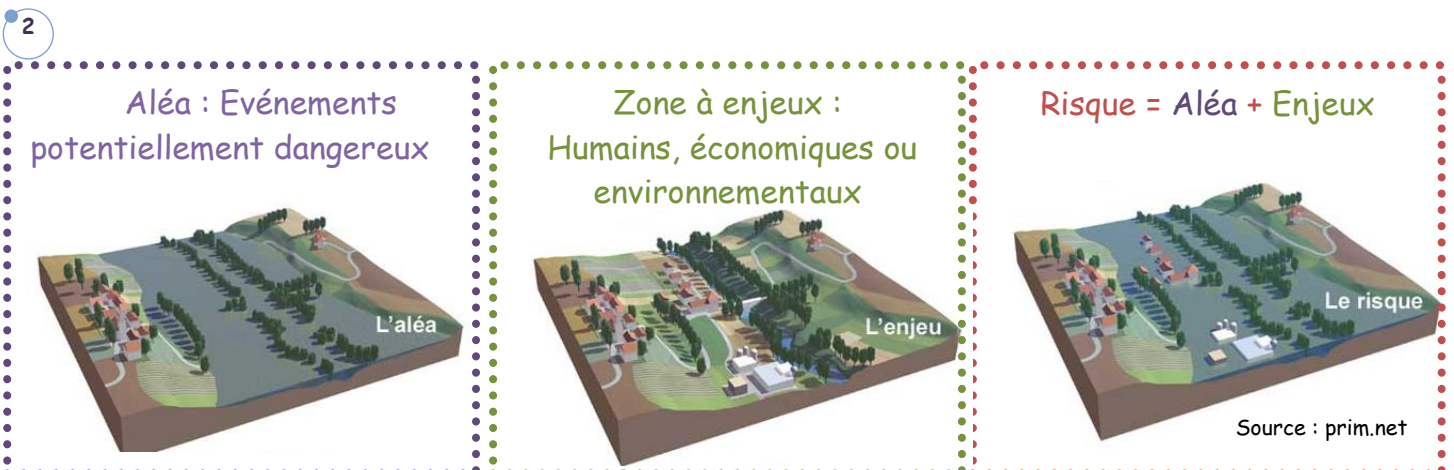 2
Aléa : Evénements
potentiellement dangereux
L'aléa
Zone à enjeux :
Humains, économiques ou
environnementaux
L'enjeu
Risque = Aléa + Enjeux
Le risque
Source : prim.net